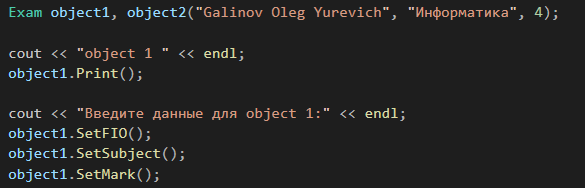 Exam object1, object2("Galinov Oleg Yurevich", "Информатика", 4);
cout << "object 1 " << endl;
object1.Print();
cout << "Введите данные для object 1:" << endl;
object1.SetFIO();
object1.SetSubject();
object1.SetMark();